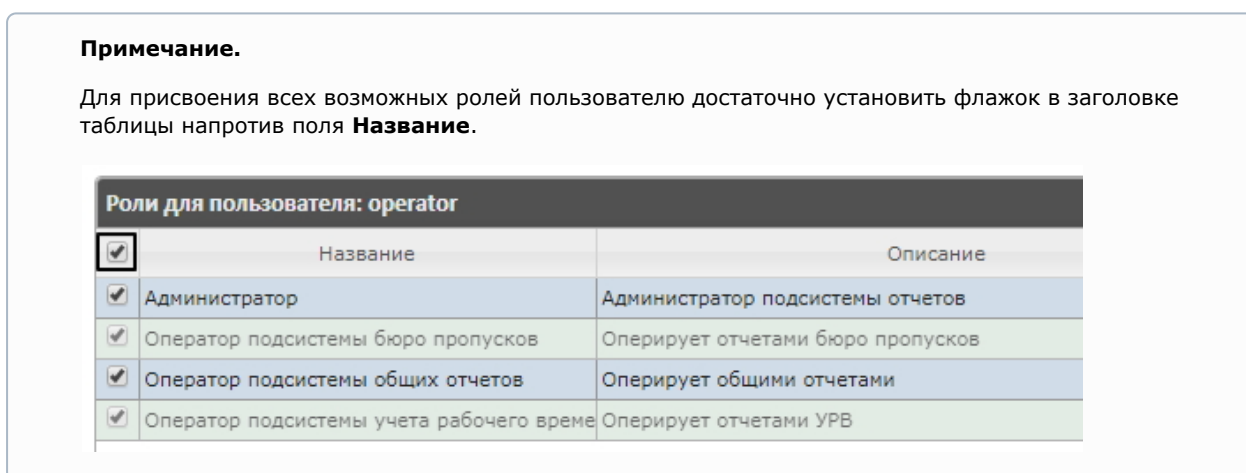 Примечание.
Для присвоения всех возможных ролей пользователю достаточно установить флажок в заголовке
таблицы напротив поля Название.
Роли для пользователя: operator
Название Описание
Администратор Администратор подсистемы отчетов
Оператор подсистемы бюро пропусков Оперирует отчетами бюро пропусков
Оператор подсистемы общих отчетов Оперирует общими отчетами
Оператор подсистемы учета рабочего време Оперирует отчетами УРВ